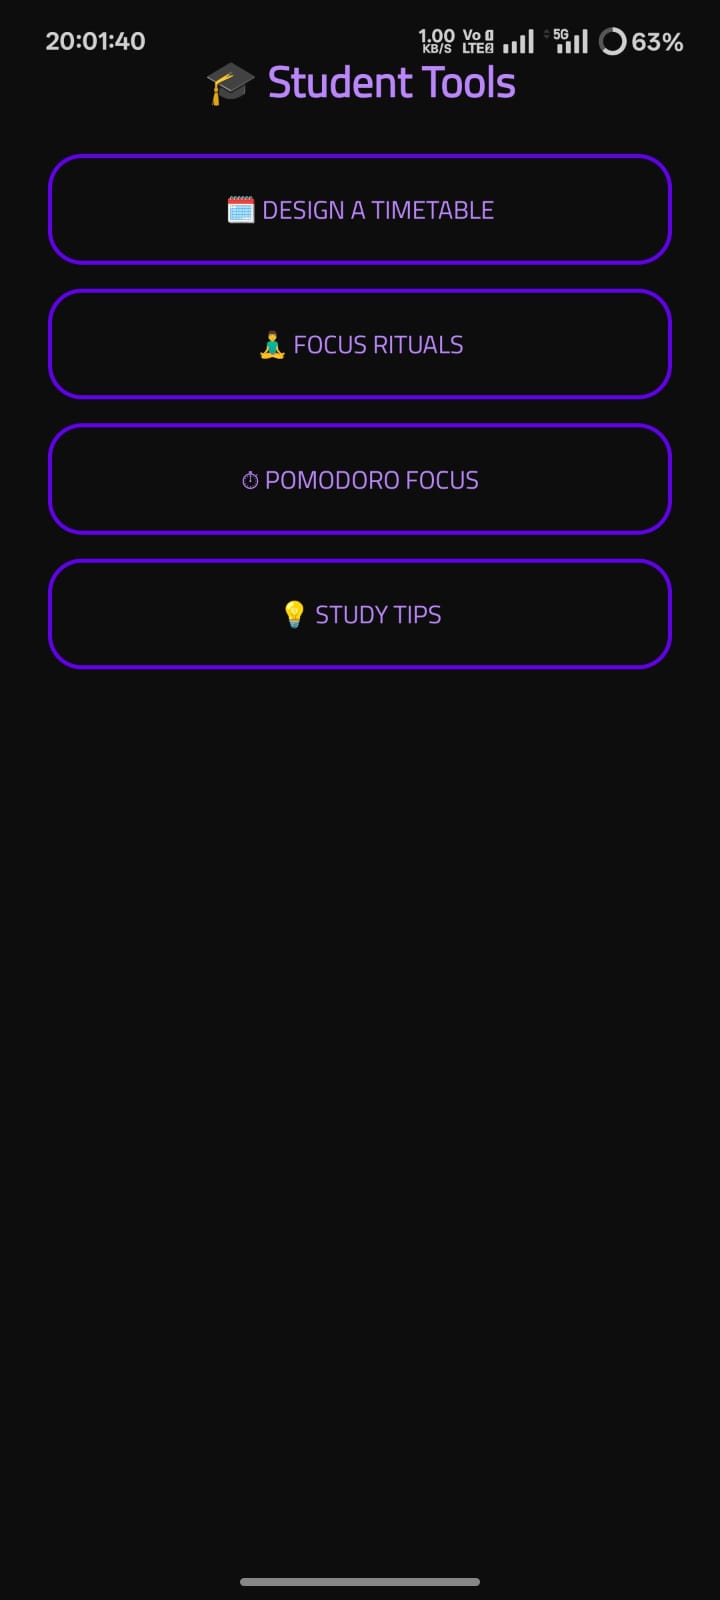 20:01:40
1.00 KB/S Vo LTE2 5G 63%
🎓 Student Tools
🗓️ DESIGN A TIMETABLE
🧘‍♂️ FOCUS RITUALS
⏱ POMODORO FOCUS
💡 STUDY TIPS